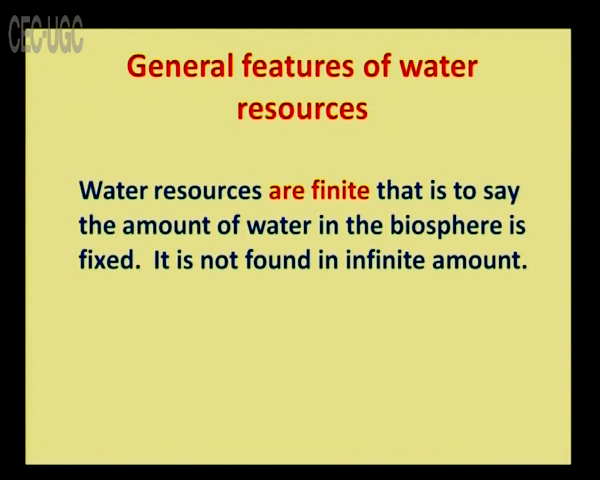 CEC-UGC
General features of water
resources
Water resources are finite that is to say
the amount of water in the biosphere is
fixed.  It is not found in infinite amount.